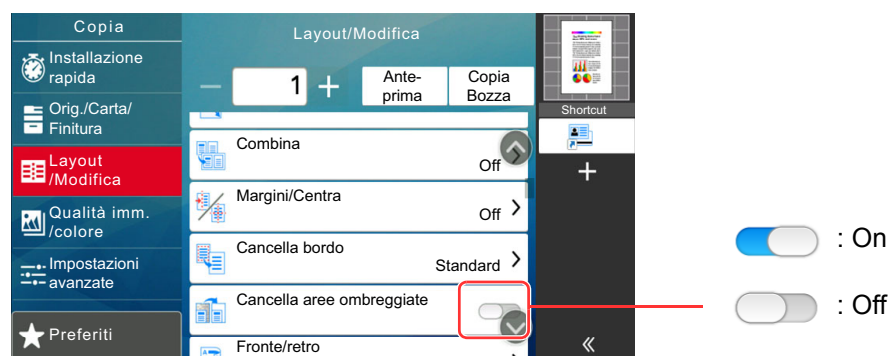 Copia
Installazione
rapida
Orig./Carta/
Finitura
Layout
/Modifica
Qualità imm.
/colore
Impostazioni
avanzate
Preferiti
Layout/Modifica
1
Ante-
prima
Copia
Bozza
Combina
Off
Margini/Centra
Off
Cancella bordo
Standard
Cancella aree ombreggiate
Fronte/retro
Shortcut
: On
: Off